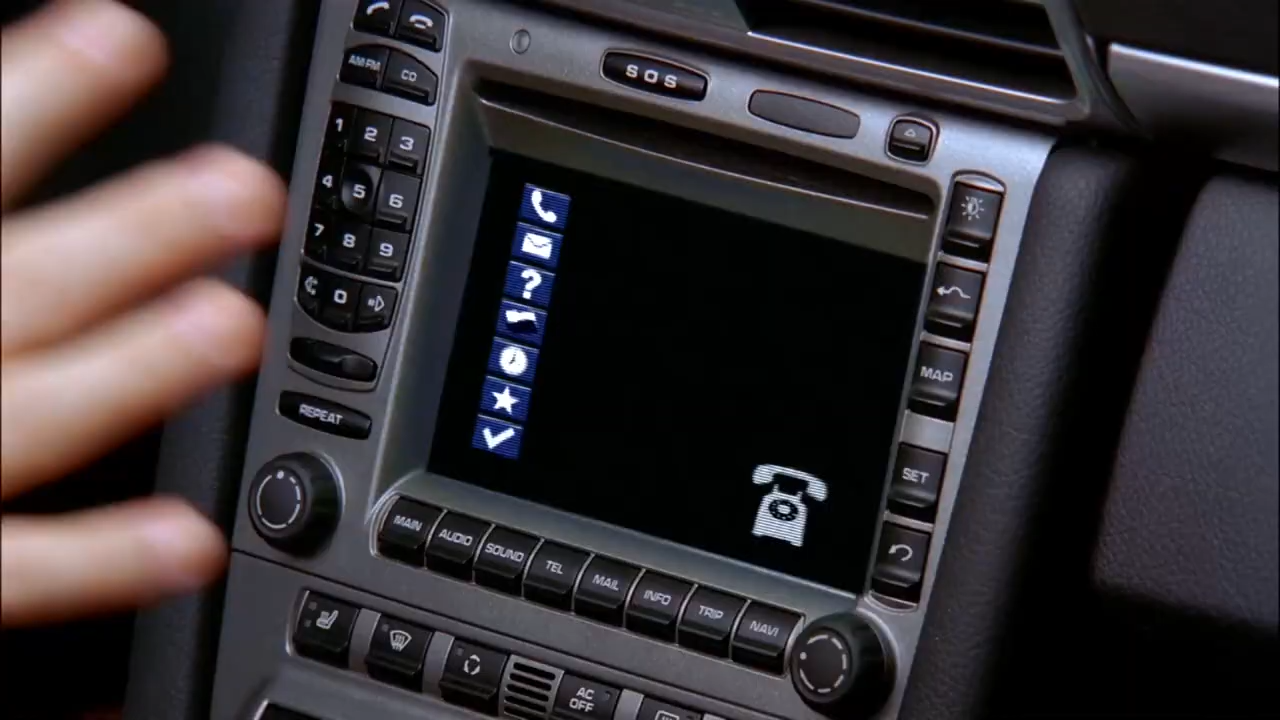 SOS
AM FM
CD
1 2 3
4 5 6
7 8 9
0
REPEAT
MAP
SET
MAIN AUDIO SOUND TEL MAIL INFO TRIP NAVI
AC
OFF